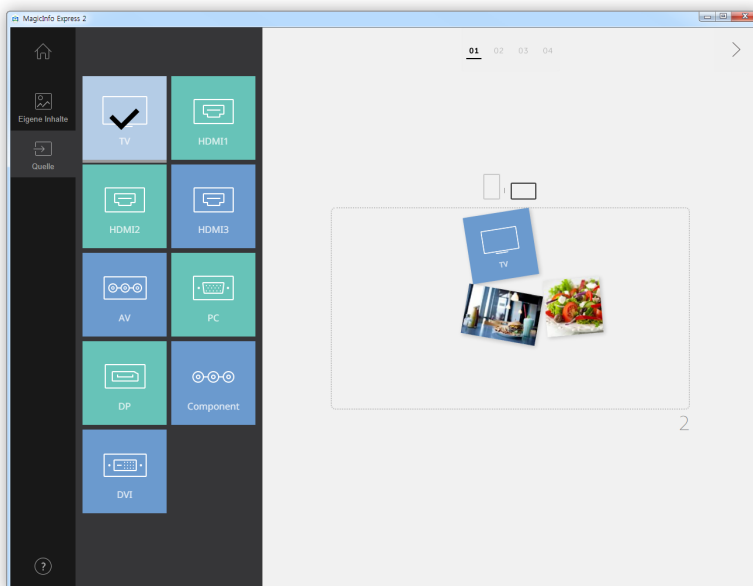 MagicInfo Express 2
01 02 03 04
Eigene Inhalte
Quelle
TV
HDMI1
HDMI2
HDMI3
AV
PC
DP
Component
DVI
TV
2
?